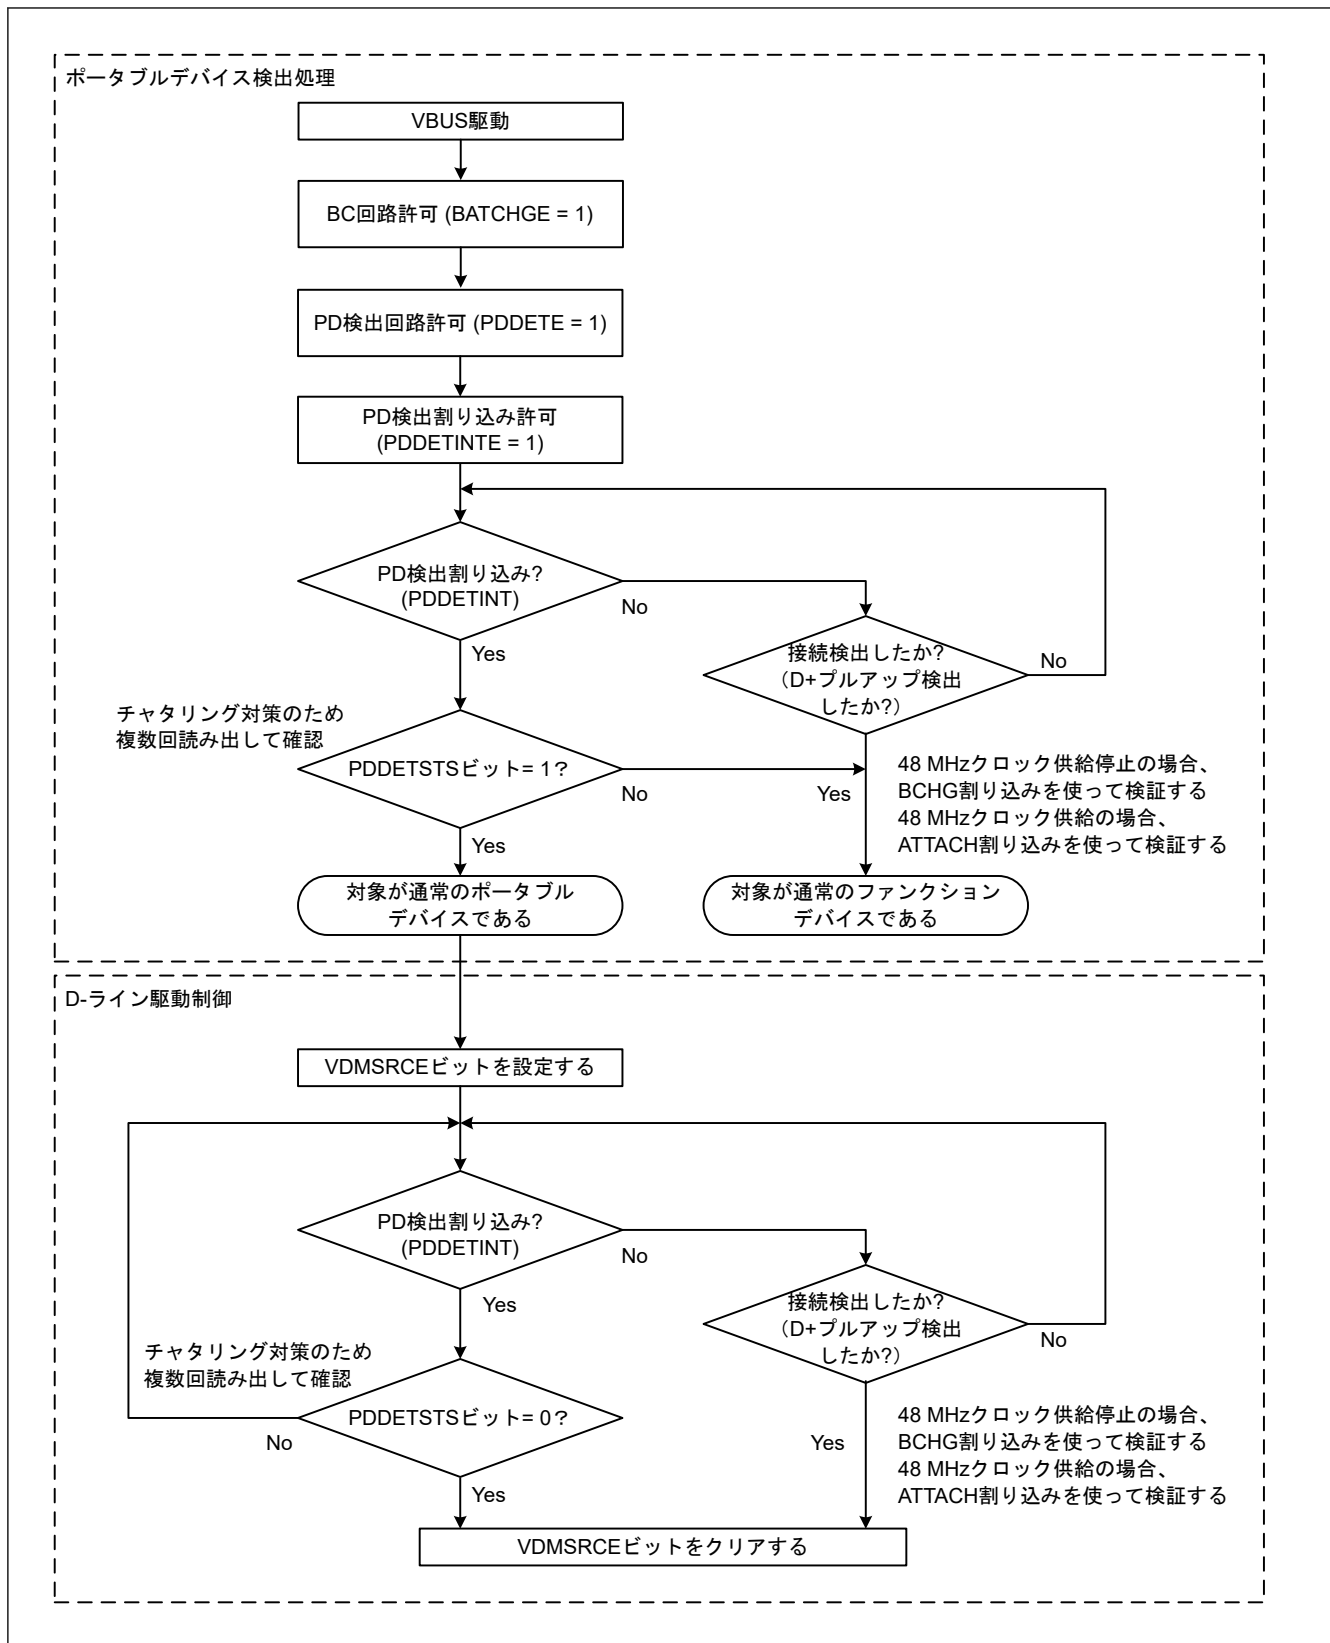 ポータブルデバイス検出処理
VBUS駆動
BC回路許可 (BATCHGE = 1)
PD検出回路許可 (PDDETE = 1)
PD検出割り込み許可
(PDDETINTE = 1)
PD検出割り込み?
(PDDETINT)
No
Yes
接続検出したか?
（D+プルアップ検出
したか?）
No
チャタリング対策のため
複数回読み出して確認
PDDETSTSビット= 1？
No
Yes
Yes
48 MHzクロック供給停止の場合、
BCHG割り込みを使って検証する
48 MHzクロック供給の場合、
ATTACH割り込みを使って検証する
対象が通常のポータブル
デバイスである
対象が通常のファンクション
デバイスである
D-ライン駆動制御
VDMSRCEビットを設定する
PD検出割り込み?
(PDDETINT)
No
Yes
接続検出したか?
（D+プルアップ検出
したか?）
No
チャタリング対策のため
複数回読み出して確認
PDDETSTSビット= 0？
No
Yes
Yes
48 MHzクロック供給停止の場合、
BCHG割り込みを使って検証する
48 MHzクロック供給の場合、
ATTACH割り込みを使って検証する
VDMSRCEビットをクリアする